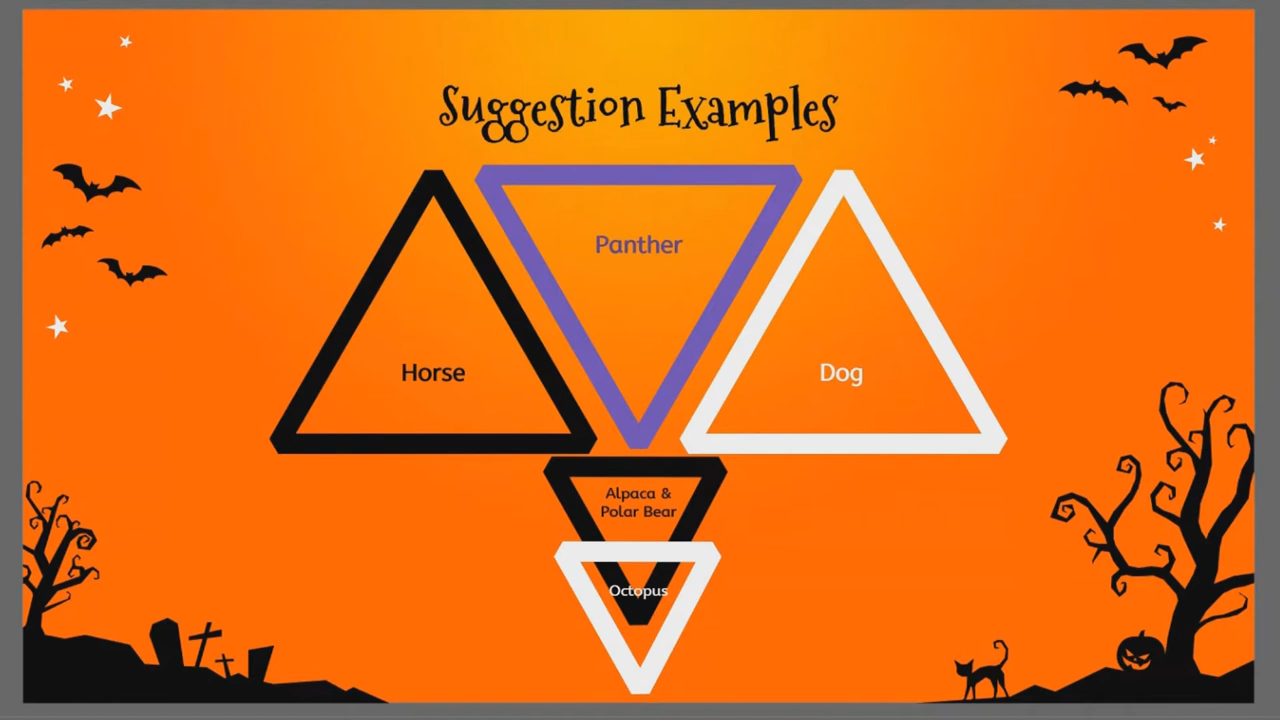 Suggestion Examples
Panther
Horse
Dog
Alpaca &
Polar Bear
Octopus